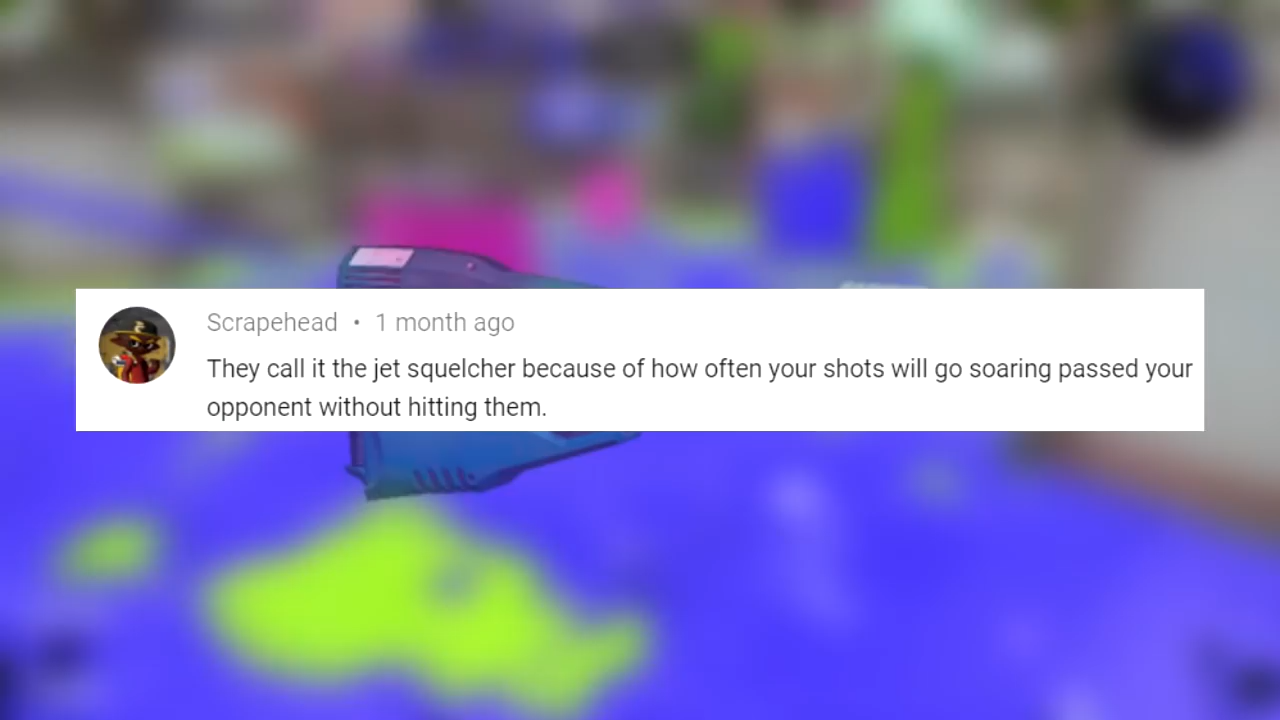 Scrapehead • 1 month ago
They call it the jet squelcher because of how often your shots will go soaring passed your
opponent without hitting them.